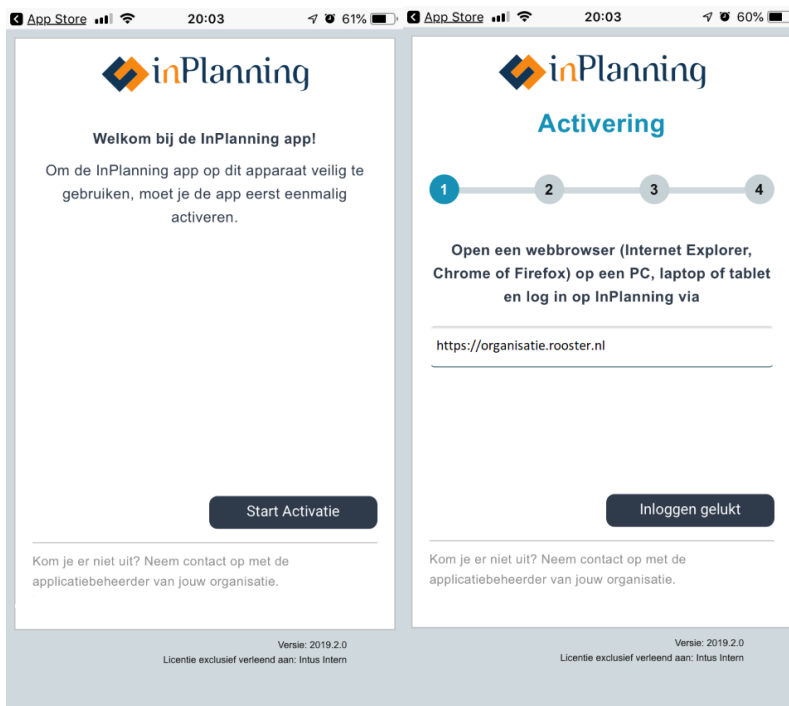 App Store
20:03
61%
inPlanning
Welkom bij de InPlanning app!
Om de InPlanning app op dit apparaat veilig te
gebruiken, moet je de app eerst eenmalig
activeren.
Start Activatie
Kom je er niet uit? Neem contact op met de
applicatiebeheerder van jouw organisatie.
Versie: 2019.2.0
Licentie exclusief verleend aan: Intus Intern
App Store
20:03
60%
inPlanning
Activering
1 2 3 4
Open een webbrowser (Internet Explorer,
Chrome of Firefox) op een PC, laptop of tablet
en log in op InPlanning via
https://organisatie.rooster.nl
Inloggen gelukt
Kom je er niet uit? Neem contact op met de
applicatiebeheerder van jouw organisatie.
Versie: 2019.2.0
Licentie exclusief verleend aan: Intus Intern